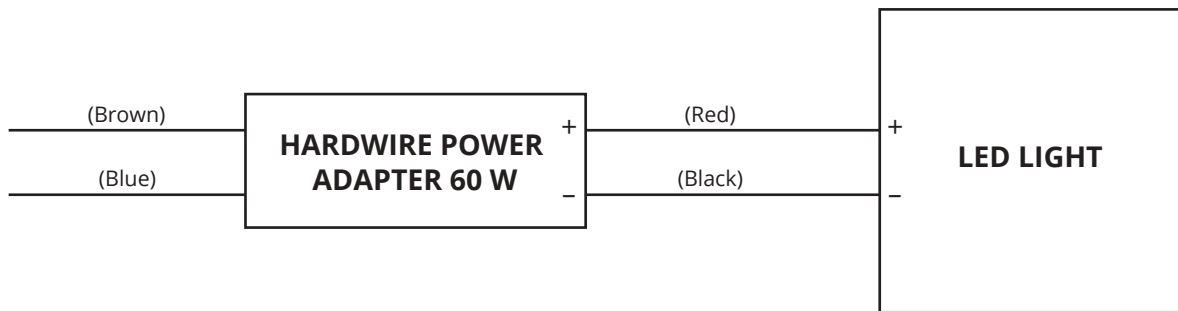 (Brown)
(Blue)
HARDWIRE POWER
ADAPTER 60 W
+
−
(Red)
(Black)
+
−
LED LIGHT